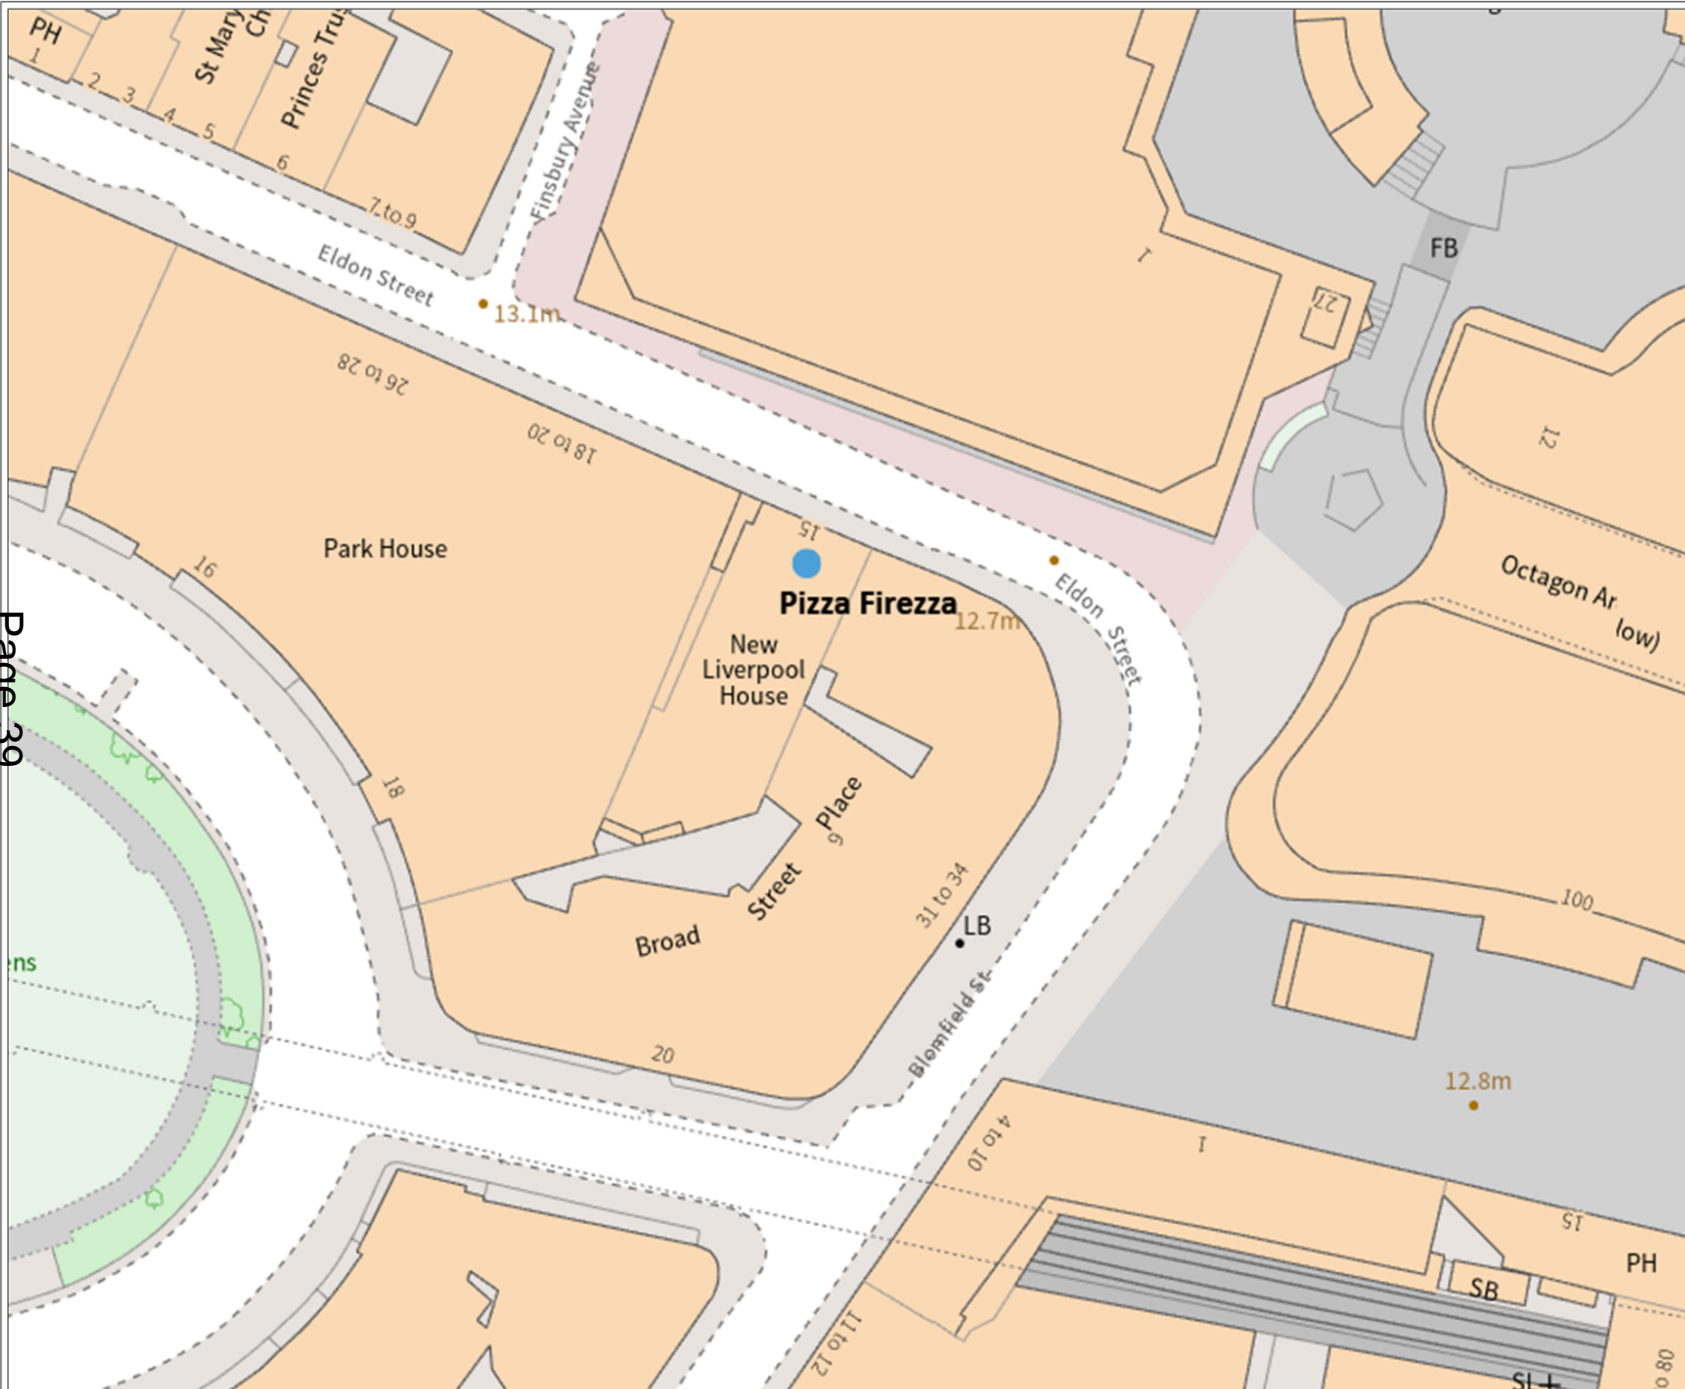 PH
1
2
3
4
5
6
7 to 9
St Mary
Ch
Princes Trus
Finsbury Avenue
Eldon Street
13.1m
1
FB
27
12
26 to 28
18 to 20
15
Park House
16
Pizza Firezza
12.7m
New
Liverpool
House
Eldon Street
Octagon Ar
low)
Page 39
18
Place
6
Street
Broad
31 to 34
LB
100
ens
Blomfield St
20
12.8m
4 to 10
1
15
PH
SB
11 to 12